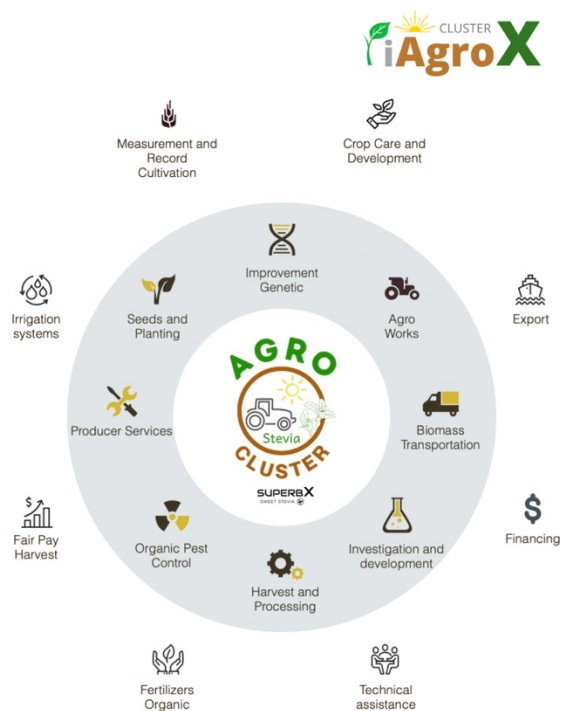 CLUSTER
iAgroX
Measurement and
Record
Cultivation
Crop Care and
Development
Improvement
Genetic
Irrigation
systems
Seeds and
Planting
Agro
Works
Export
AGRO
Stevia
CLUSTER
SUPERBX
SWEET STEVIA
Producer Services
Biomass
Transportation
Fair Pay
Harvest
Organic Pest
Control
Investigation and
development
Financing
Harvest and
Processing
Fertilizers
Organic
Technical
assistance